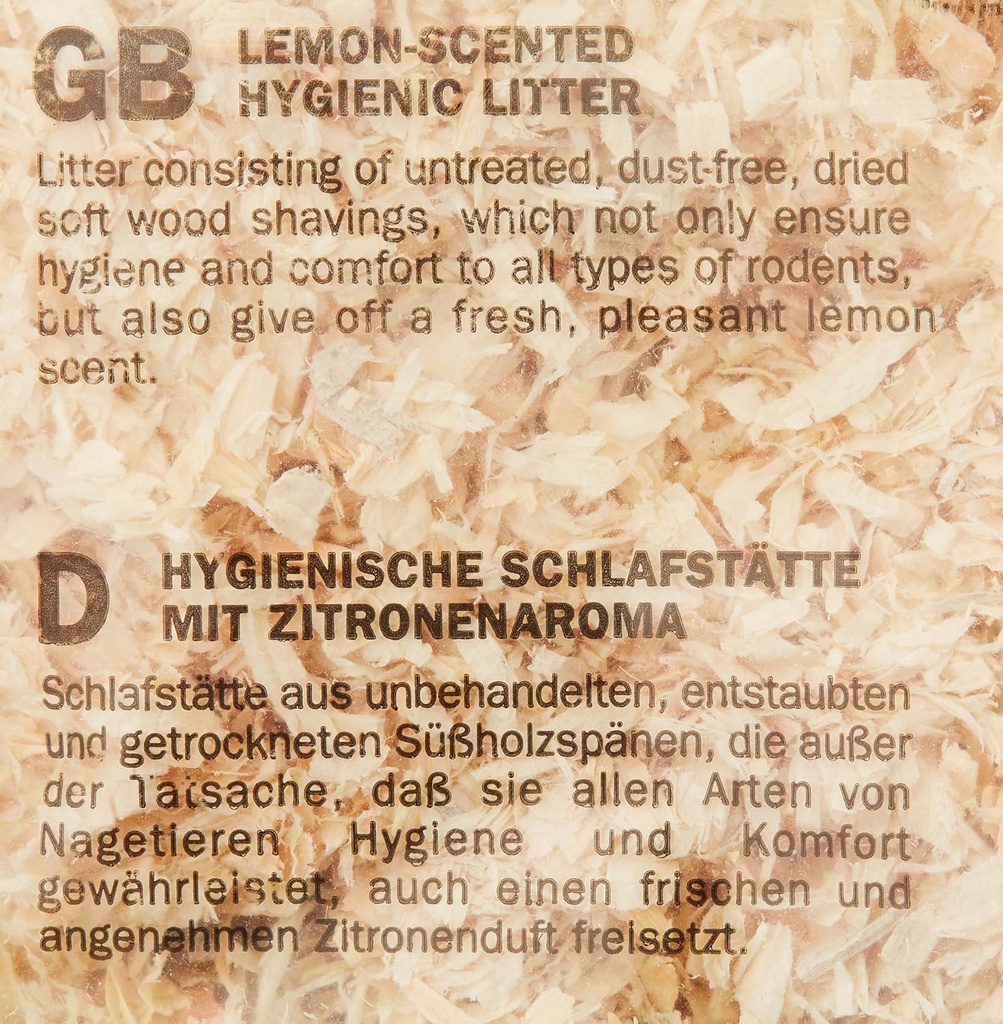 GB LEMON-SCENTED
HYGIENIC LITTER
Litter consisting of untreated, dust-free, dried
soft wood shavings, which not only ensure
hygiene and comfort to all types of rodents,
but also give off a fresh, pleasant lemon
scent.
D HYGIENISCHE SCHLAFSTÄTTE
MIT ZITRONENAROMA
Schlafstätte aus unbehandelten, entstaubten
und getrockneten Süßholzspänen, die außer
der Tatsache, daß sie allen Arten von
Nagetieren Hygiene und Komfort
gewährleistet, auch einen frischen und
angenehmen Zitronenduft freisetzt.